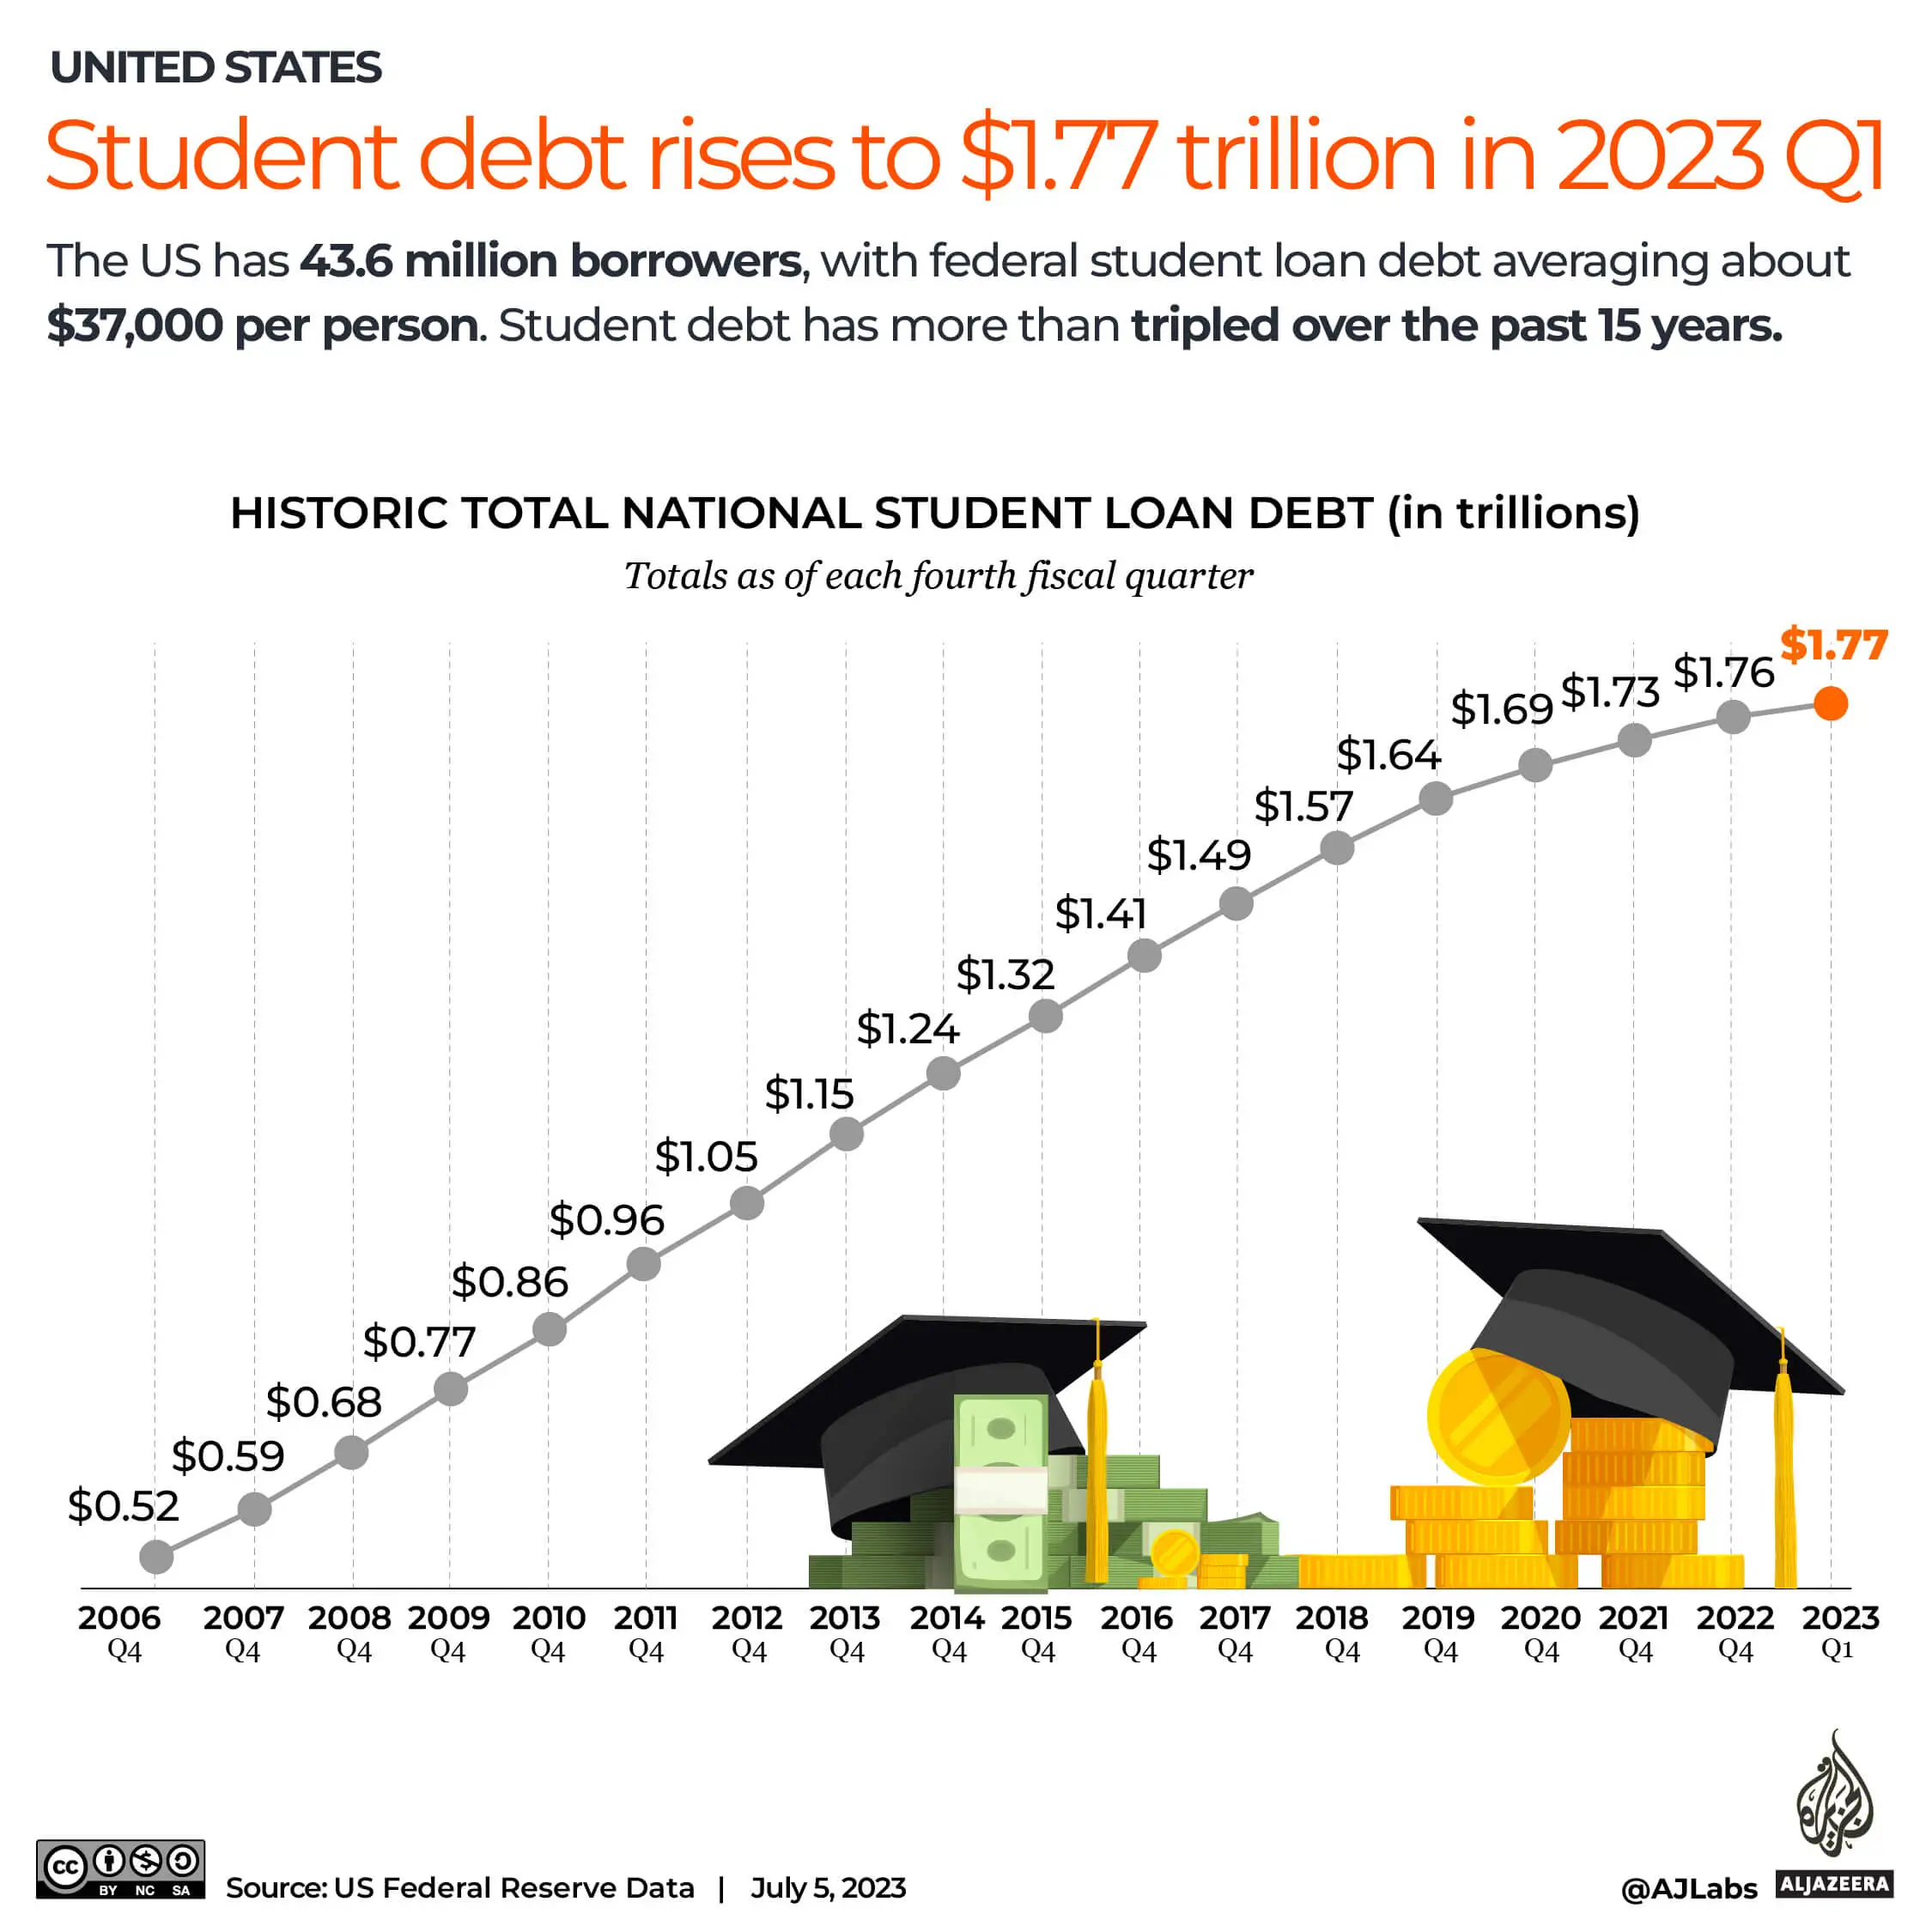 UNITED STATES
Student debt rises to $1.77 trillion in 2023 Q1
The US has 43.6 million borrowers, with federal student loan debt averaging about
$37,000 per person. Student debt has more than tripled over the past 15 years.
HISTORIC TOTAL NATIONAL STUDENT LOAN DEBT (in trillions)
Totals as of each fourth fiscal quarter
$0.52
$0.59
$0.68
$0.77
$0.86
$0.96
$1.05
$1.15
$1.24
$1.32
$1.41
$1.49
$1.57
$1.64
$1.69
$1.73
$1.76
$1.77
2006 2007 2008 2009 2010 2011 2012 2013 2014 2015 2016 2017 2018 2019 2020 2021 2022 2023
Q4 Q4 Q4 Q4 Q4 Q4 Q4 Q4 Q4 Q4 Q4 Q4 Q4 Q4 Q4 Q4 Q4 Q1
cc
BY NC SA
Source: US Federal Reserve Data | July 5, 2023
@AJLabs
الجزيرة
ALJAZEERA